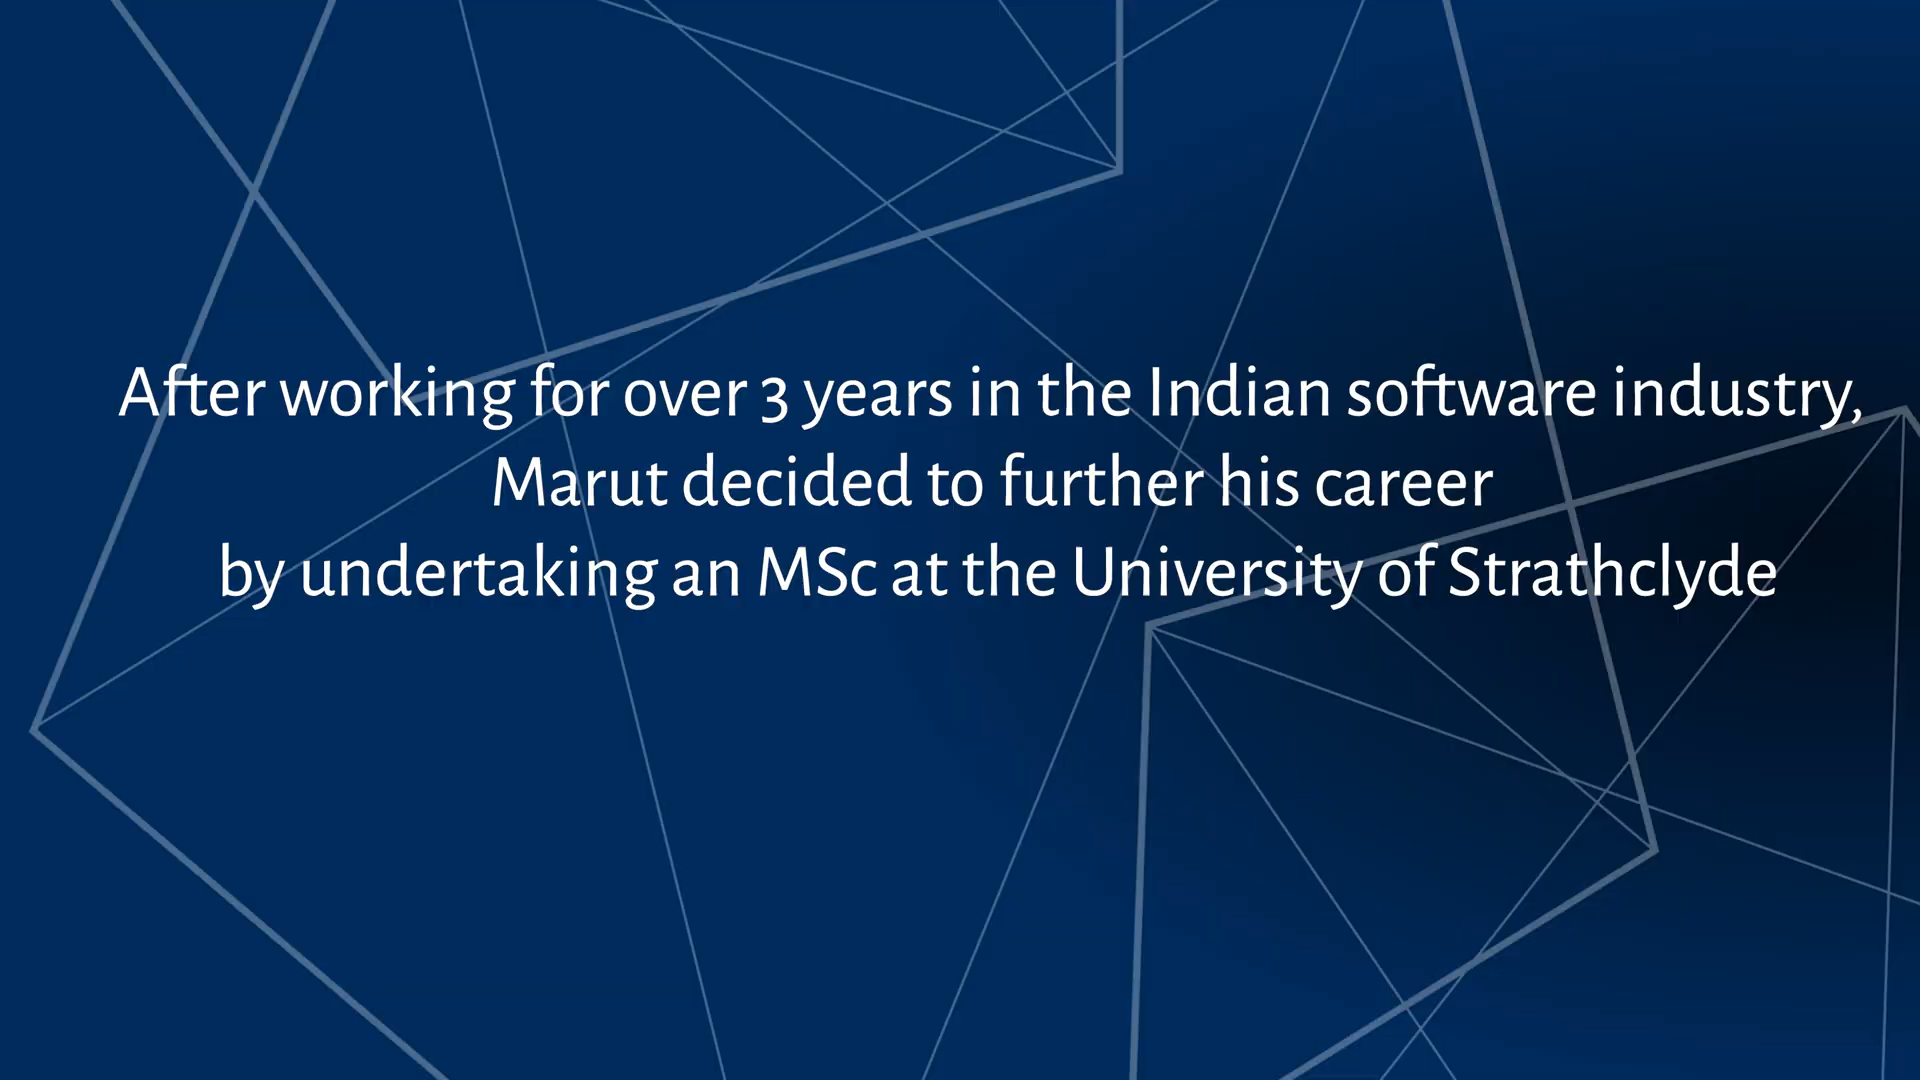 After working for over 3 years in the Indian software industry,
Marut decided to further his career
by undertaking an MSc at the University of Strathclyde